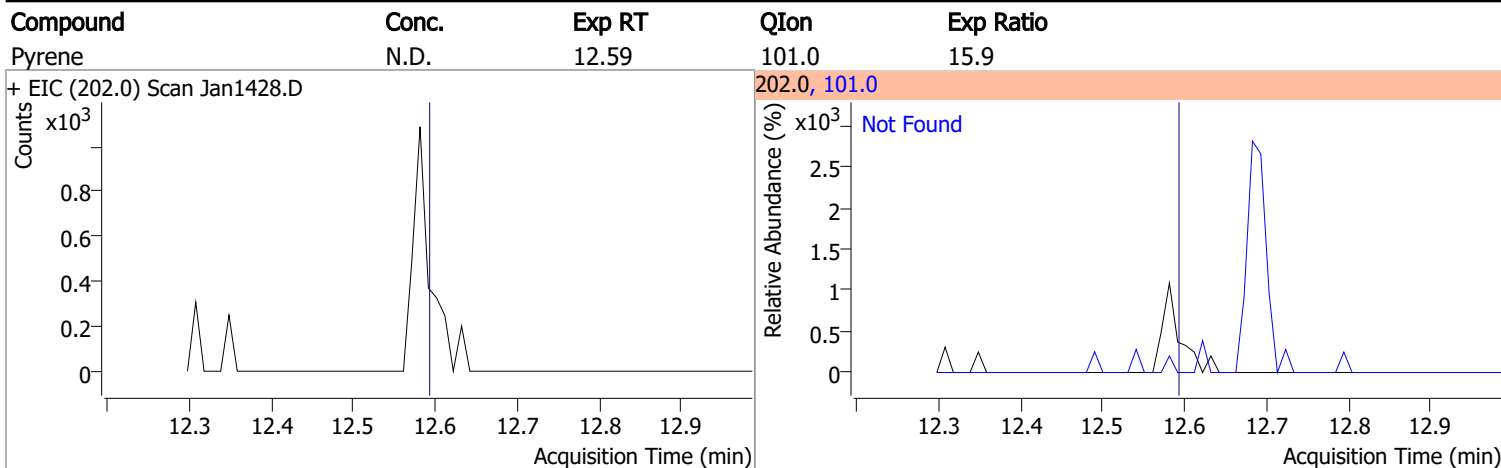 Compound Conc. Exp RT QIon Exp Ratio
Pyrene N.D. 12.59 101.0 15.9
+ EIC (202.0) Scan Jan1428.D
Counts
x10³
0.8
0.6
0.4
0.2
0
12.3 12.4 12.5 12.6 12.7 12.8 12.9
Acquisition Time (min)
202.0, 101.0
Relative Abundance (%)
x10³
Not Found
2.5
2
1.5
1
0.5
0
12.3 12.4 12.5 12.6 12.7 12.8 12.9
Acquisition Time (min)